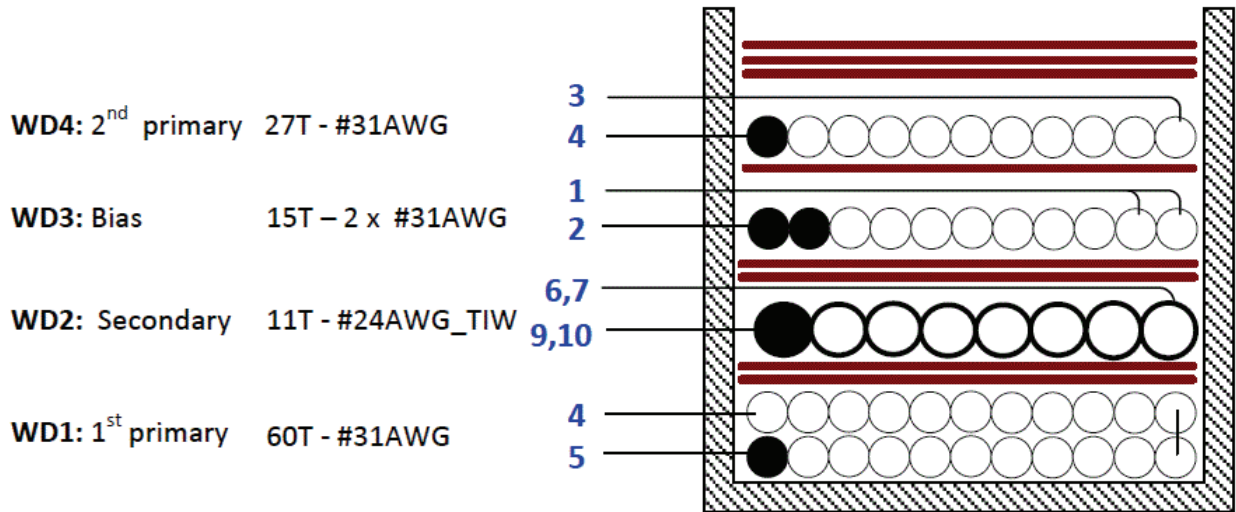 3
WD4: 2nd primary 27T - #31AWG
4
1
WD3: Bias 15T – 2 x #31AWG
2
6,7
WD2: Secondary 11T - #24AWG_TIW
9,10
4
WD1: 1st primary 60T - #31AWG
5